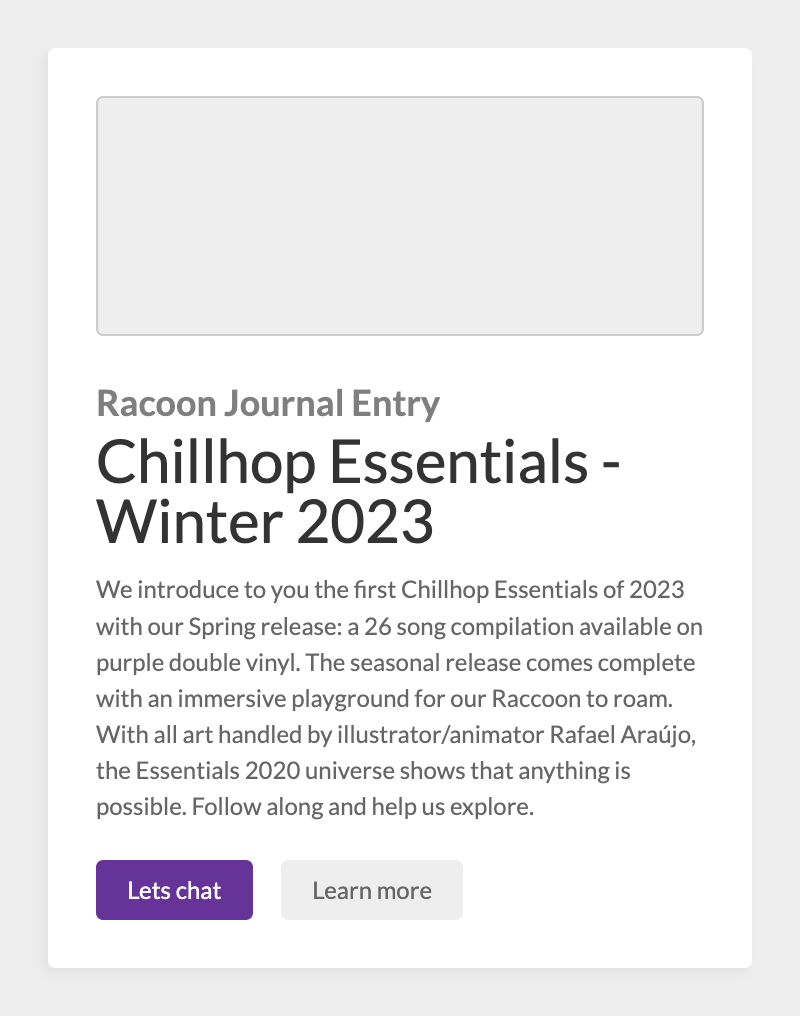 Racoon Journal Entry
Chillhop Essentials -
Winter 2023
We introduce to you the first Chillhop Essentials of 2023
with our Spring release: a 26 song compilation available on
purple double vinyl. The seasonal release comes complete
with an immersive playground for our Raccoon to roam.
With all art handled by illustrator/animator Rafael Araújo,
the Essentials 2020 universe shows that anything is
possible. Follow along and help us explore.
Lets chat
Learn more